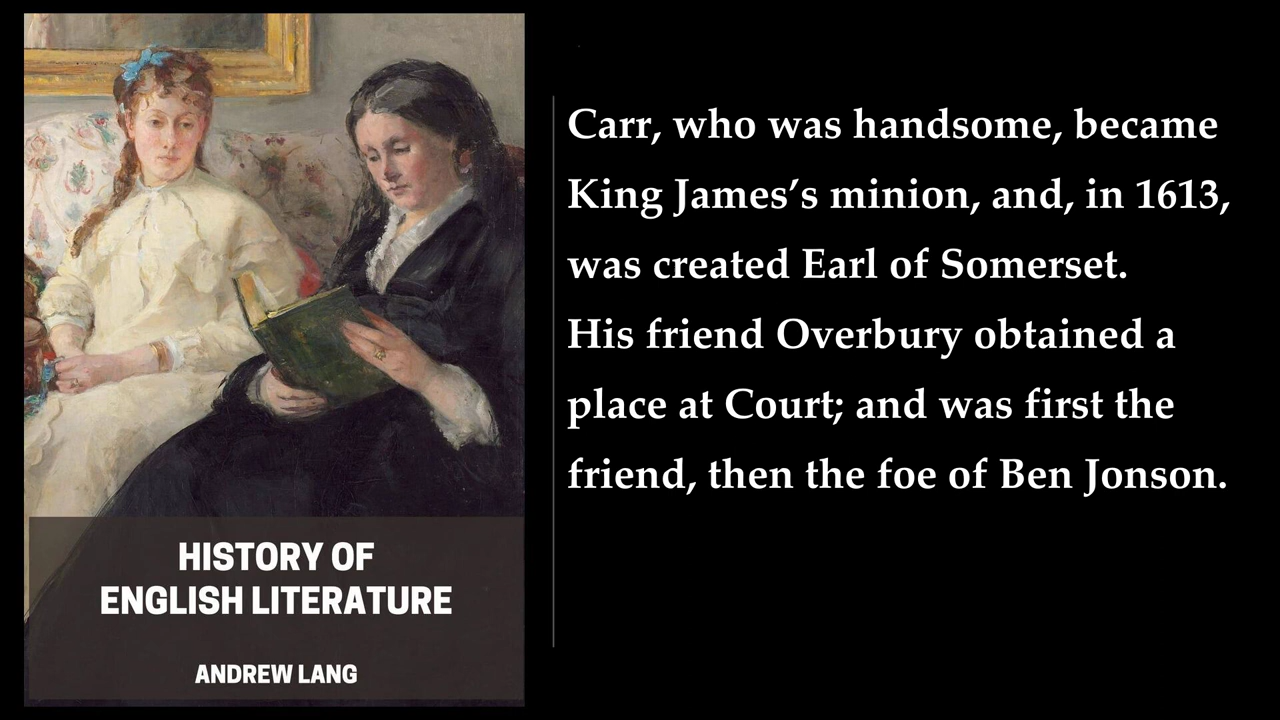 HISTORY OF
ENGLISH LITERATURE
ANDREW LANG
Carr, who was handsome, became
King James’s minion, and, in 1613,
was created Earl of Somerset.
His friend Overbury obtained a
place at Court; and was first the
friend, then the foe of Ben Jonson.